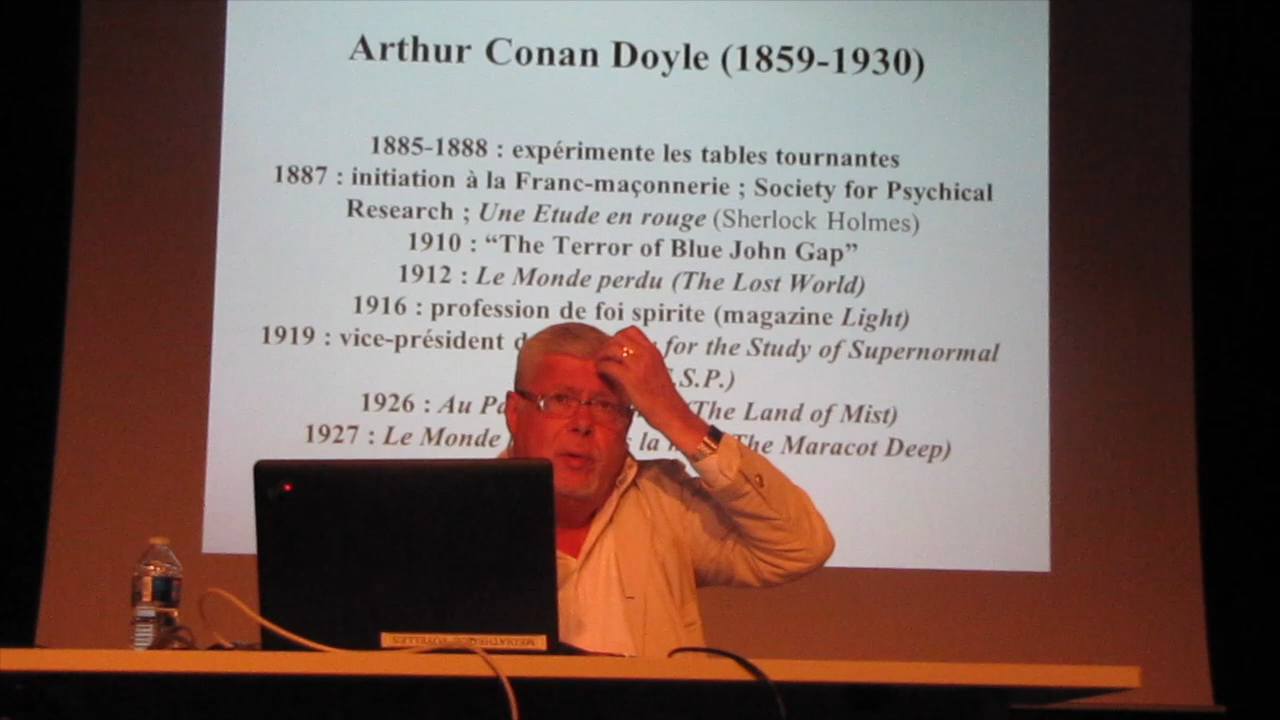 Arthur Conan Doyle (1859-1930)
1885-1888 : expérimente les tables tournantes
1887 : initiation à la Franc-maçonnerie ; Society for Psychical
Research ; Une Etude en rouge (Sherlock Holmes)
1910 : “The Terror of Blue John Gap”
1912 : Le Monde perdu (The Lost World)
1916 : profession de foi spirite (magazine Light)
1919 : vice-président for the Study of Supernormal
.S.P.)
1926 : Au (The Land of Mist)
1927 : Le Monde la (The Maracot Deep)